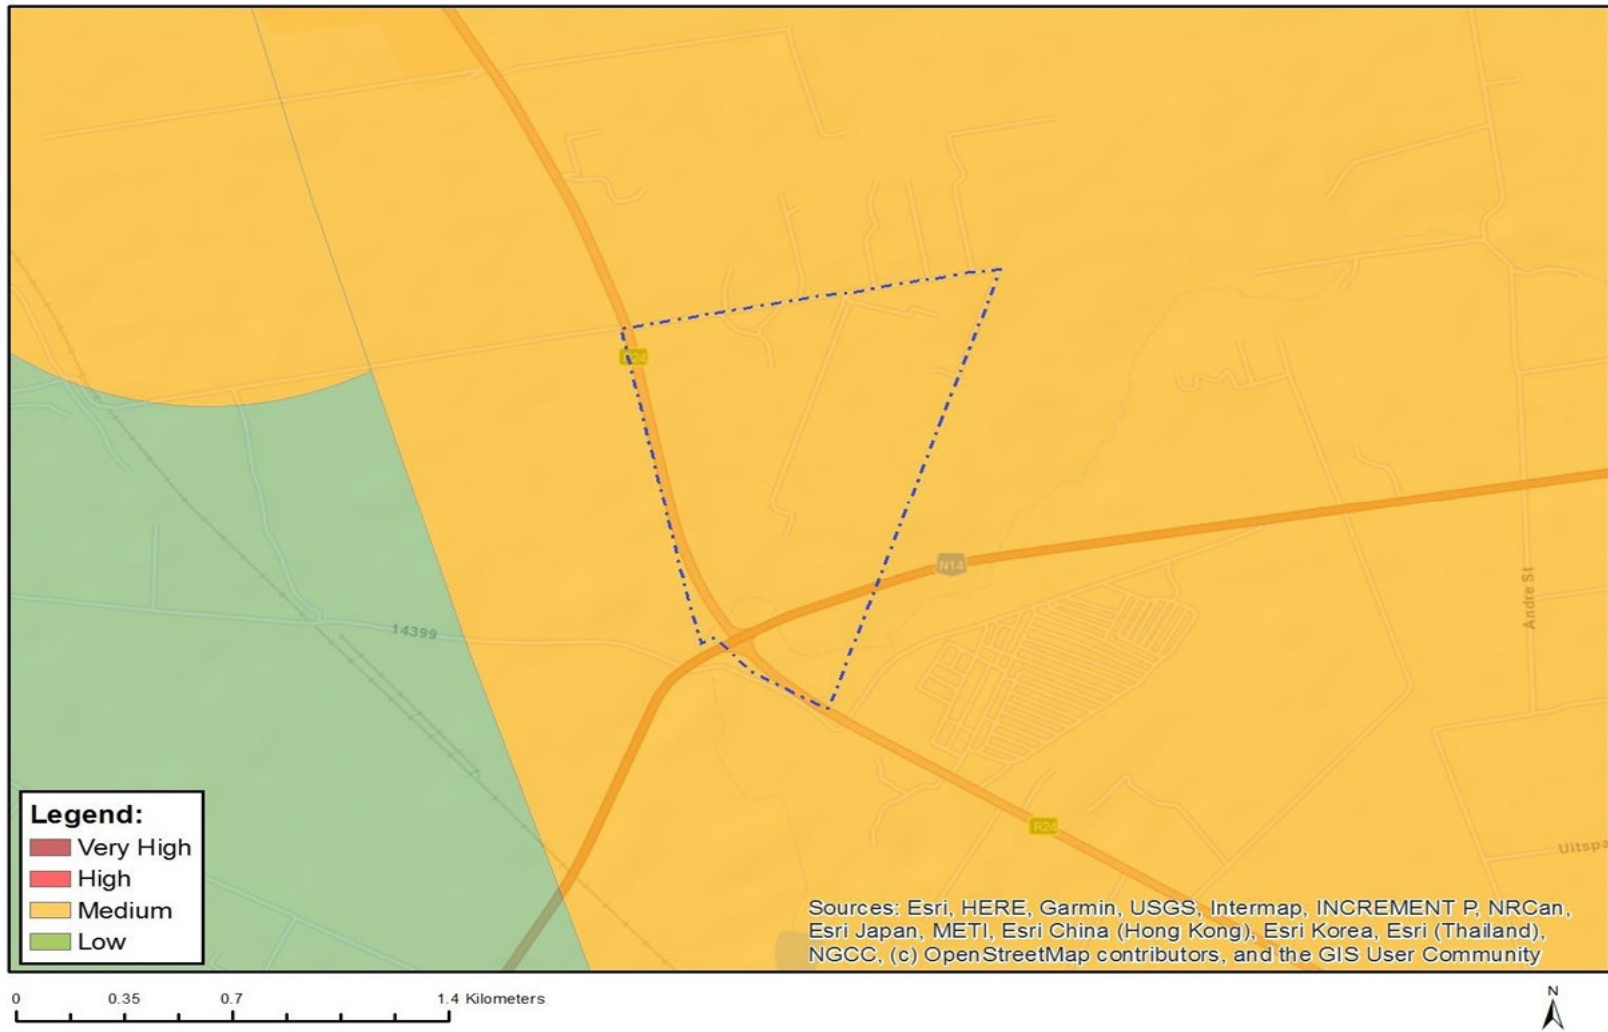 R24
N14
14399
Andre St
R24
Uitspa
Legend:
Very High
High
Medium
Low
Sources: Esri, HERE, Garmin, USGS, Intermap, INCREMENT P, NRCan,
Esri Japan, METI, Esri China (Hong Kong), Esri Korea, Esri (Thailand),
NGCC, (c) OpenStreetMap contributors, and the GIS User Community
0 0.35 0.7 1.4 Kilometers
N